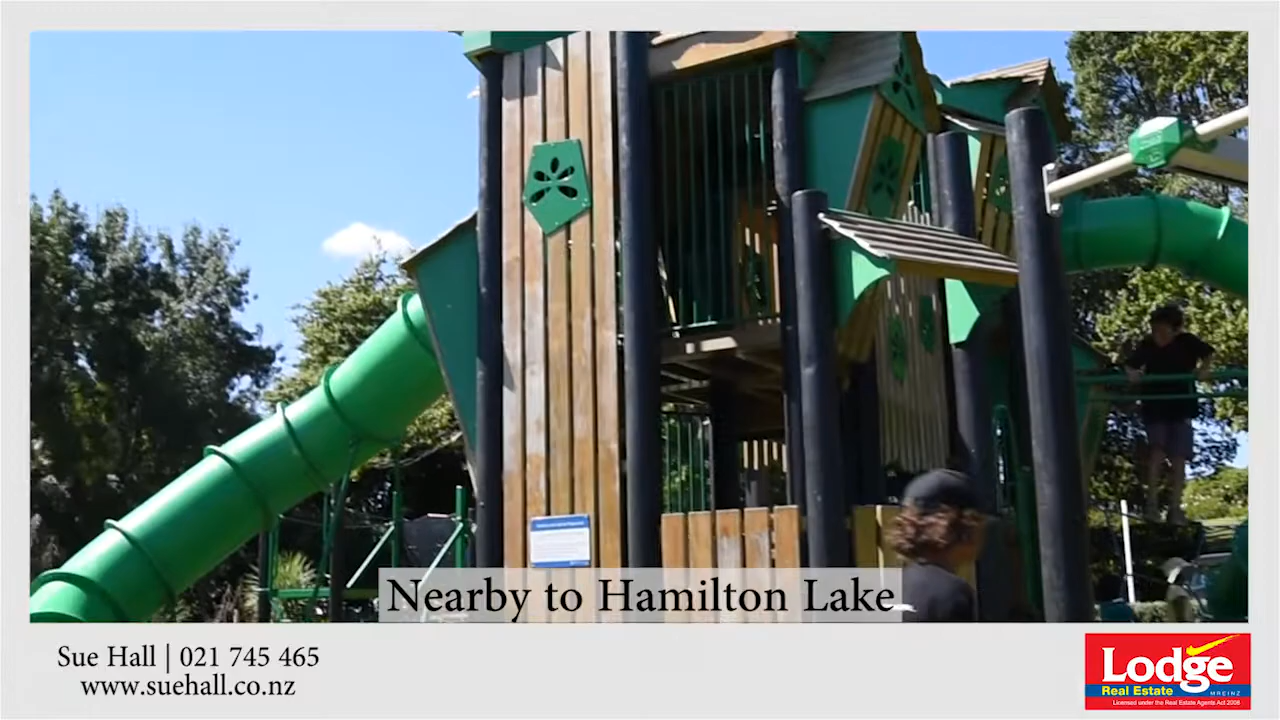 Nearby to Hamilton Lake
Sue Hall | 021 745 465
www.suehall.co.nz
Lodge
Real Estate
MREINZ
Licensed under the Real Estate Agents Act 2008